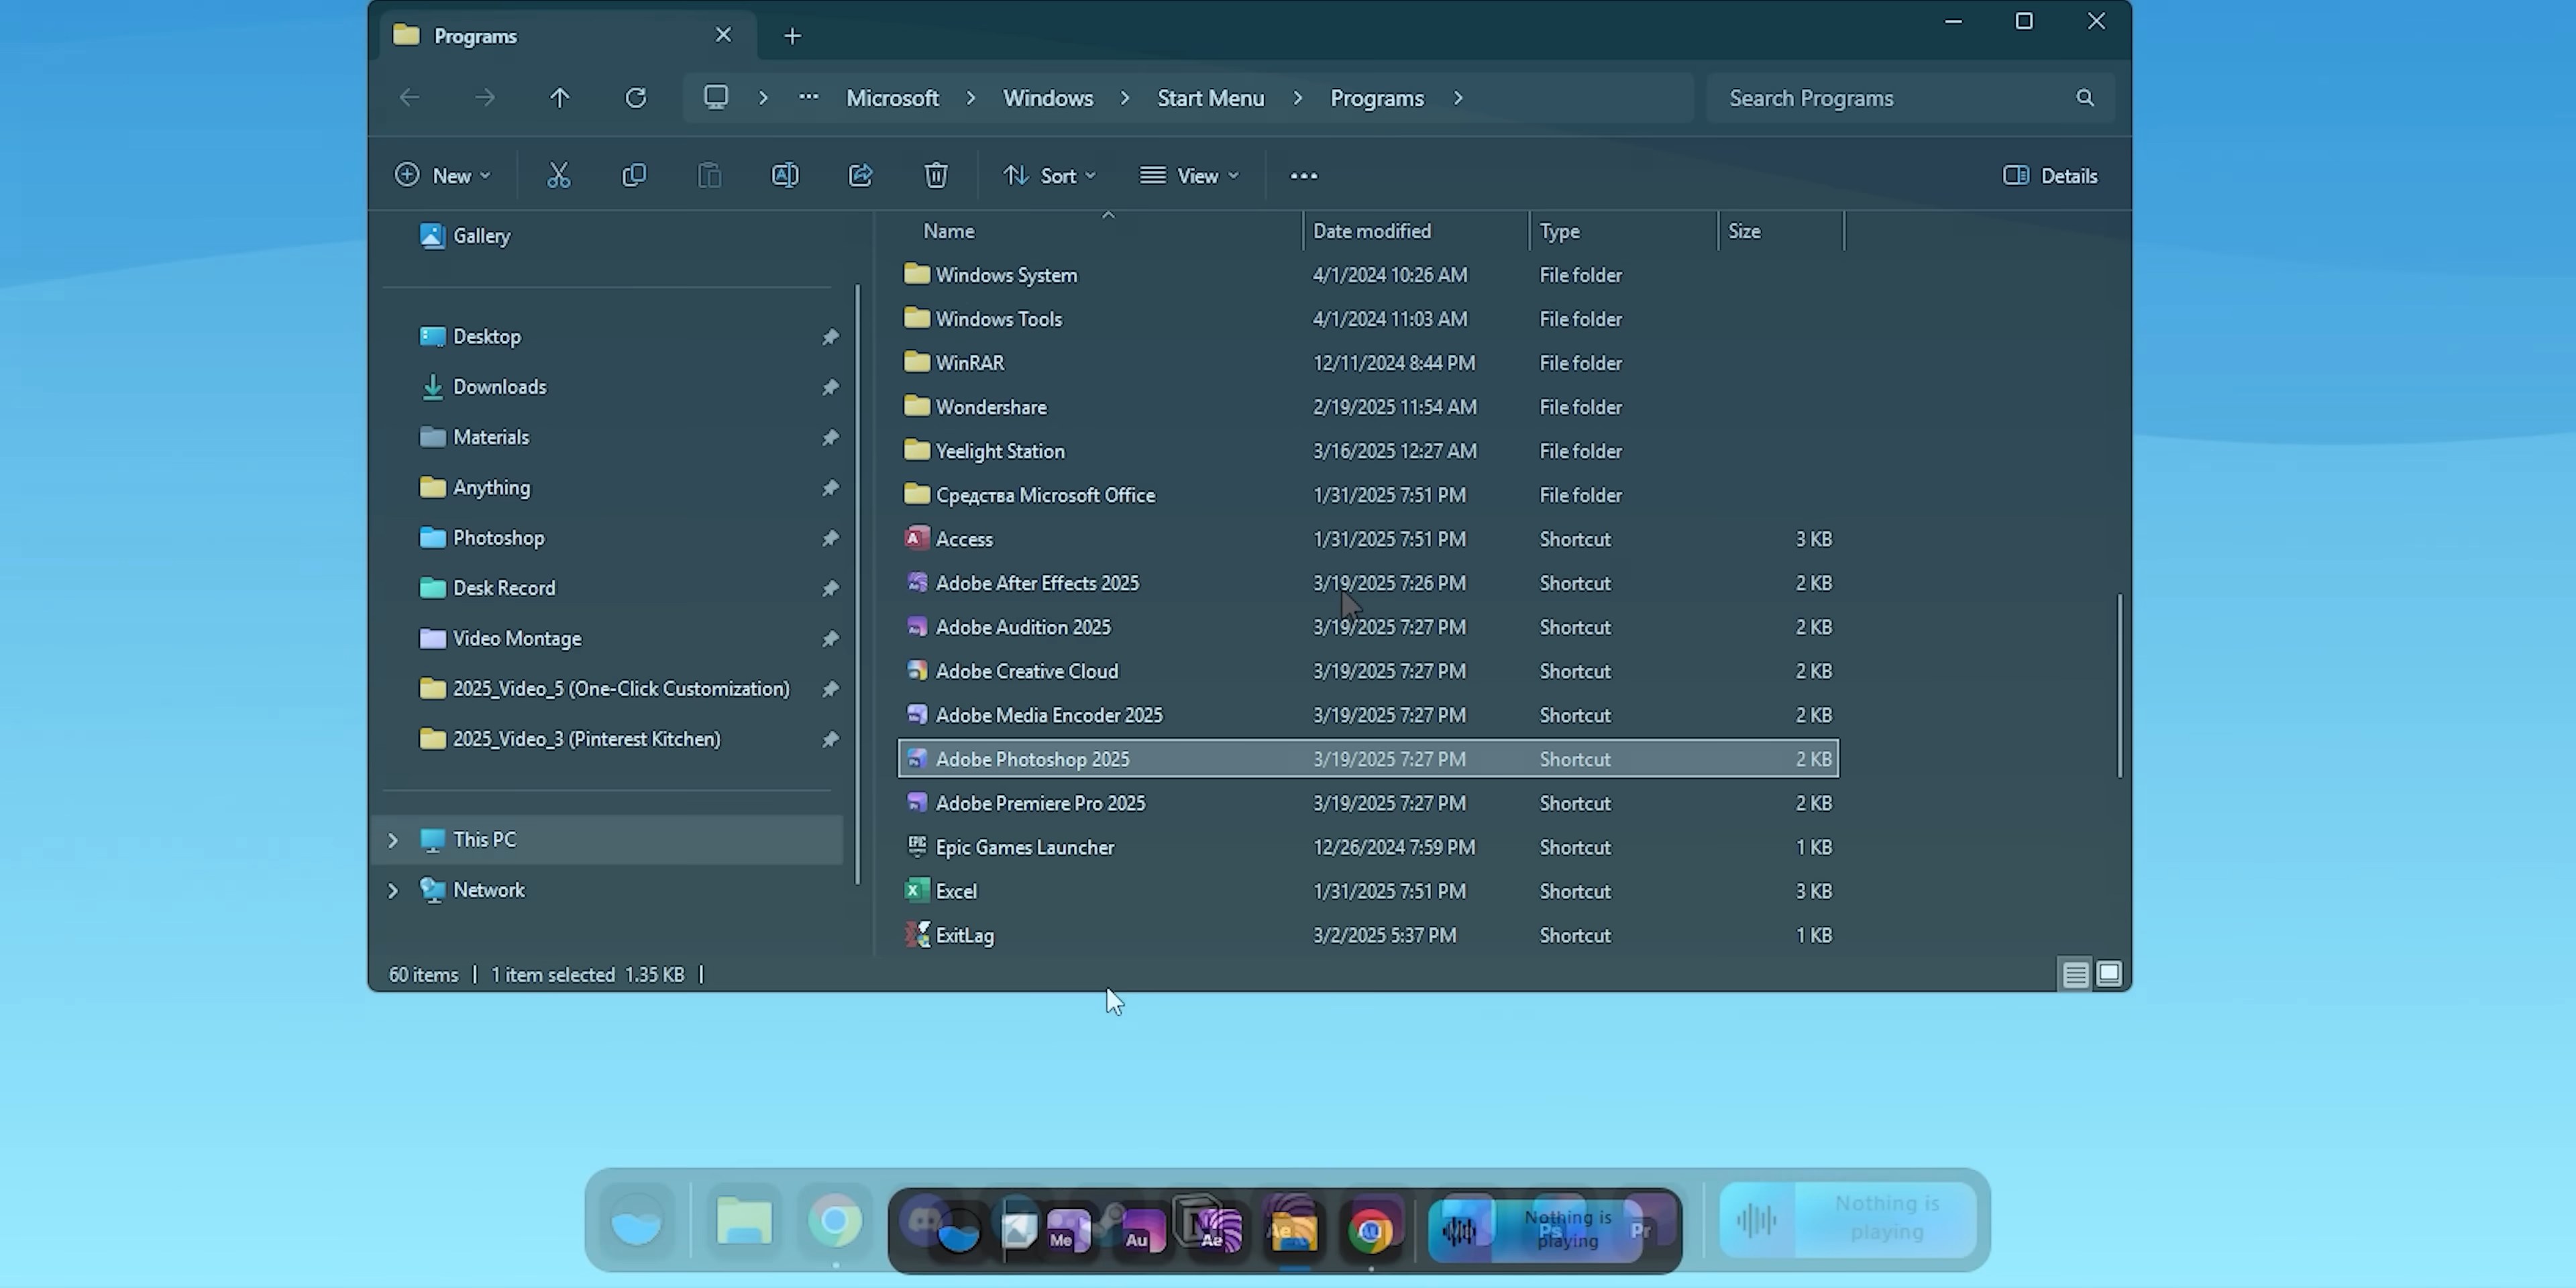 Programs
Microsoft > Windows > Start Menu > Programs >
Search Programs
New
Sort
View
Details
Gallery
Desktop
Downloads
Materials
Anything
Photoshop
Desk Record
Video Montage
2025_Video_5 (One-Click Customization)
2025_Video_3 (Pinterest Kitchen)
This PC
Network
Name Date modified Type Size
Windows System 4/1/2024 10:26 AM File folder
Windows Tools 4/1/2024 11:03 AM File folder
WinRAR 12/11/2024 8:44 PM File folder
Wondershare 2/19/2025 11:54 AM File folder
Yeelight Station 3/16/2025 12:27 AM File folder
Средства Microsoft Office 1/31/2025 7:51 PM File folder
Access 1/31/2025 7:51 PM Shortcut 3 KB
Adobe After Effects 2025 3/19/2025 7:26 PM Shortcut 2 KB
Adobe Audition 2025 3/19/2025 7:27 PM Shortcut 2 KB
Adobe Creative Cloud 3/19/2025 7:27 PM Shortcut 2 KB
Adobe Media Encoder 2025 3/19/2025 7:27 PM Shortcut 2 KB
Adobe Photoshop 2025 3/19/2025 7:27 PM Shortcut 2 KB
Adobe Premiere Pro 2025 3/19/2025 7:27 PM Shortcut 2 KB
Epic Games Launcher 12/26/2024 7:59 PM Shortcut 1 KB
Excel 1/31/2025 7:51 PM Shortcut 3 KB
ExitLag 3/2/2025 5:37 PM Shortcut 1 KB
60 items | 1 item selected 1.35 KB |
Me Au Ae Ps Pr
Nothing is
playing
Nothing is
playing